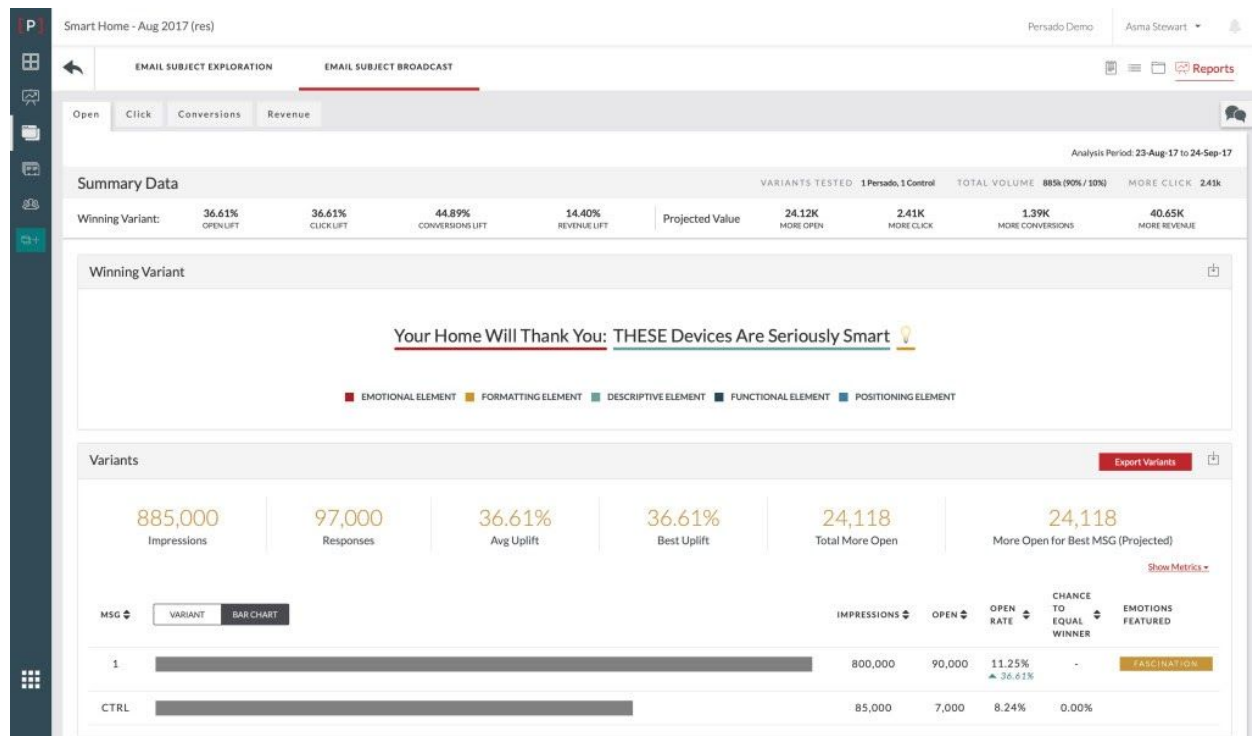 [P]
Smart Home - Aug 2017 (res)
Persado Demo
Asma Stewart
EMAIL SUBJECT EXPLORATION
EMAIL SUBJECT BROADCAST
Reports
Open
Click
Conversions
Revenue
Analysis Period: 23-Aug-17 to 24-Sep-17
Summary Data
VARIANTS TESTED 1 Persado, 1 Control
TOTAL VOLUME 885k (90% / 10%)
MORE CLICK 2.41k
Winning Variant:
36.61%
OPEN LIFT
36.61%
CLICK LIFT
44.89%
CONVERSIONS LIFT
14.40%
REVENUE LIFT
Projected Value
24.12K
MORE OPEN
2.41K
MORE CLICK
1.39K
MORE CONVERSIONS
40.65K
MORE REVENUE
Winning Variant
Your Home Will Thank You: THESE Devices Are Seriously Smart 💡
EMOTIONAL ELEMENT
FORMATTING ELEMENT
DESCRIPTIVE ELEMENT
FUNCTIONAL ELEMENT
POSITIONING ELEMENT
Variants
Export Variants
885,000
Impressions
97,000
Responses
36.61%
Avg Uplift
36.61%
Best Uplift
24,118
Total More Open
24,118
More Open for Best MSG (Projected)
Show Metrics
MSG
VARIANT
BAR CHART
IMPRESSIONS
OPEN
OPEN
RATE
CHANCE
TO
EQUAL
WINNER
EMOTIONS
FEATURED
1
800,000
90,000
11.25%
▲ 36.61%
-
FASCINATION
CTRL
85,000
7,000
8.24%
0.00%